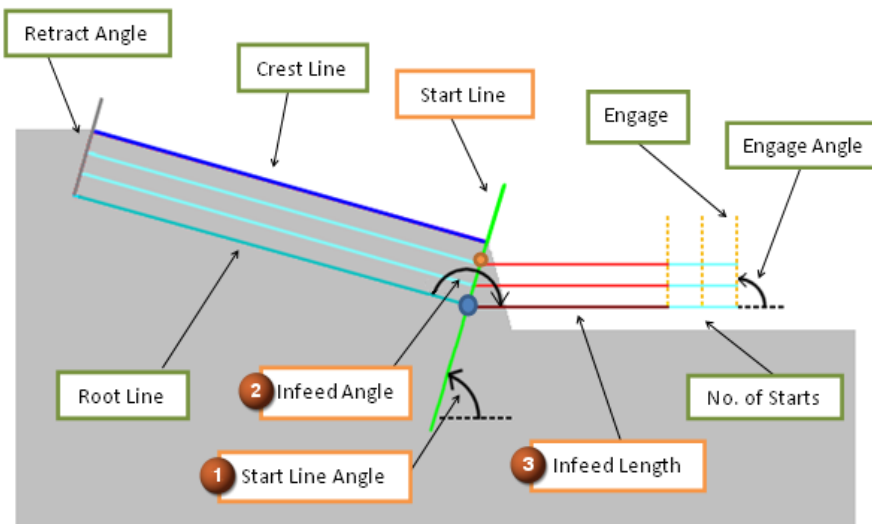 Retract Angle
Crest Line
Start Line
Engage
Engage Angle
Root Line
2 Infeed Angle
No. of Starts
1 Start Line Angle
3 Infeed Length